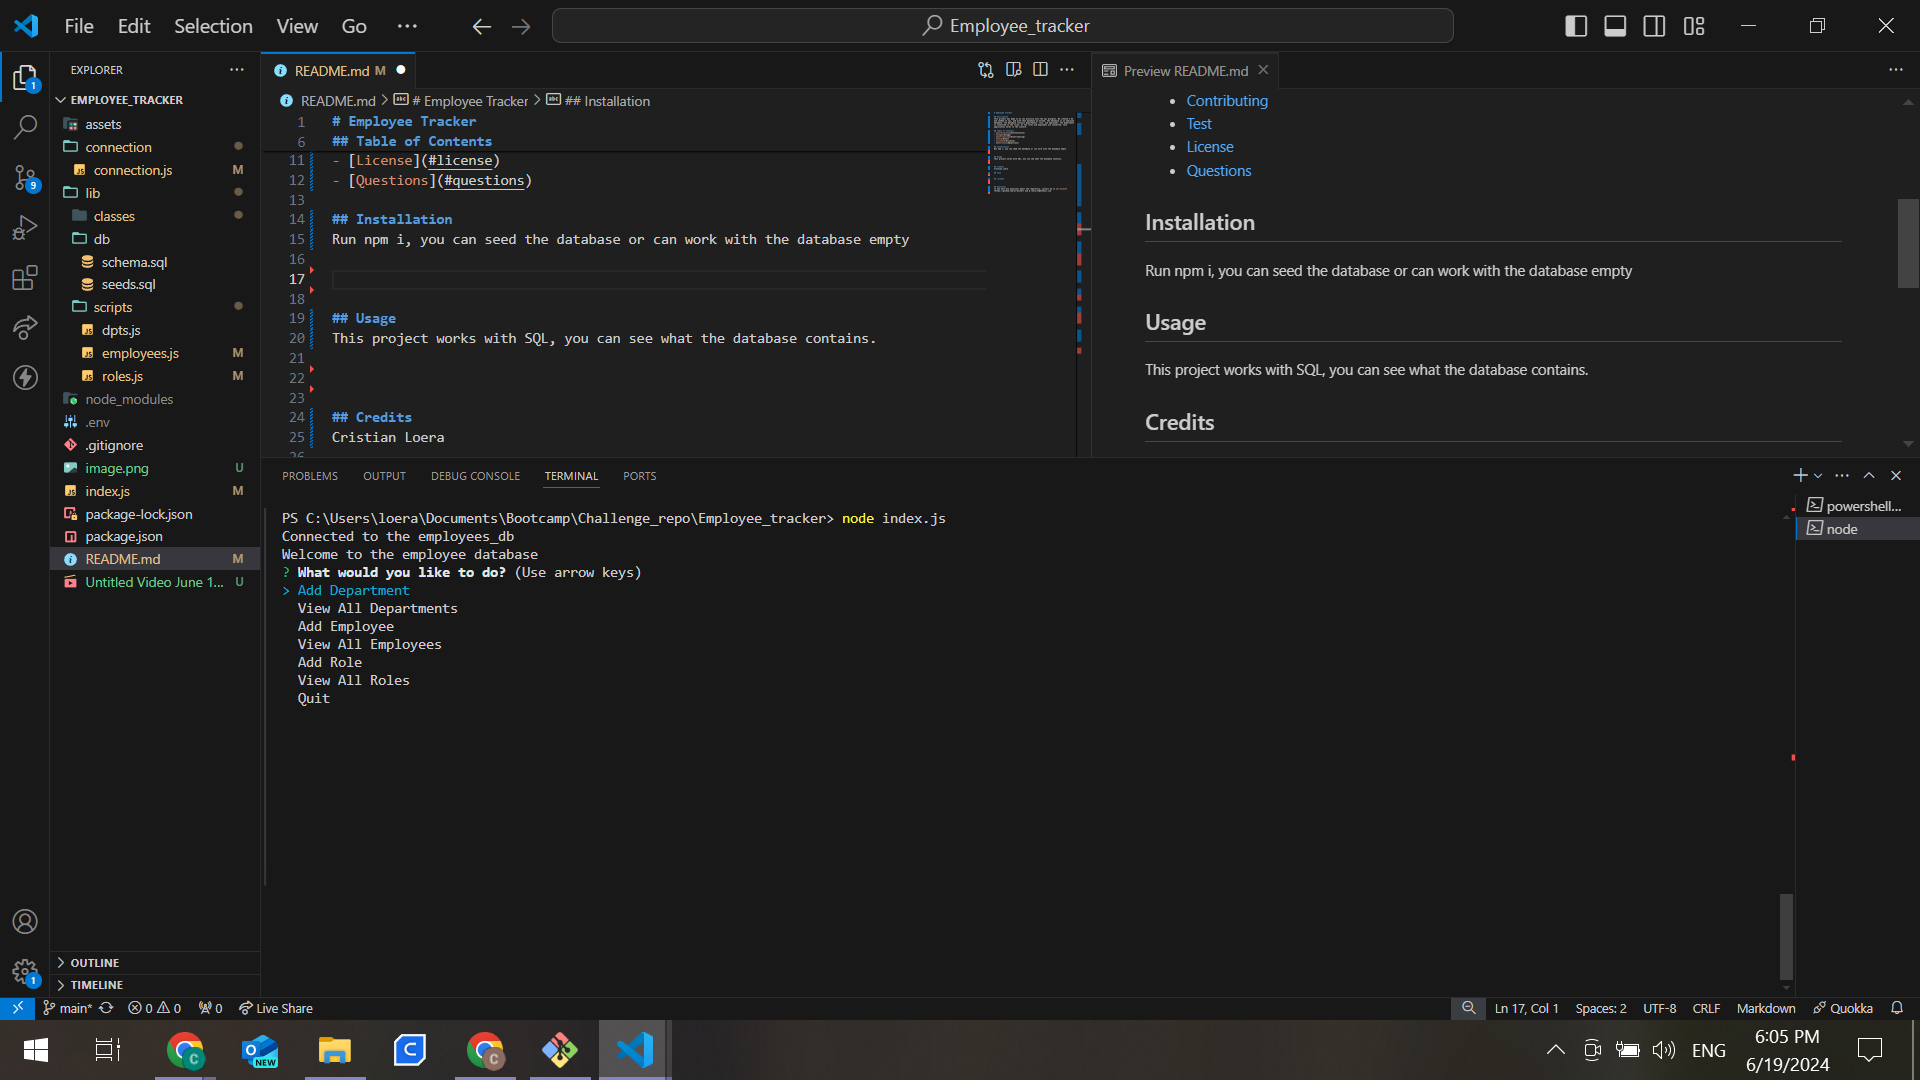 File Edit Selection View Go ··· Employee_tracker
EXPLORER ···
EMPLOYEE_TRACKER
assets
connection
connection.js M
lib
classes
db
schema.sql
seeds.sql
scripts
dpts.js
employees.js M
roles.js M
node_modules
.env
.gitignore
image.png U
index.js M
package-lock.json
package.json
README.md M
Untitled Video June 1... U
OUTLINE
TIMELINE
1
9
1
README.md M
README.md > # Employee Tracker > ## Installation
1 # Employee Tracker
6 ## Table of Contents
11 - [License](#license)
12 - [Questions](#questions)
13
14 ## Installation
15 Run npm i, you can seed the database or can work with the database empty
16
17
18
19 ## Usage
20 This project works with SQL, you can see what the database contains.
21
22
23
24 ## Credits
25 Cristian Loera
26
Preview README.md
• Contributing
• Test
• License
• Questions
Installation
Run npm i, you can seed the database or can work with the database empty
Usage
This project works with SQL, you can see what the database contains.
Credits
PROBLEMS OUTPUT DEBUG CONSOLE TERMINAL PORTS
PS C:\Users\loera\Documents\Bootcamp\Challenge_repo\Employee_tracker> node index.js
Connected to the employees_db
Welcome to the employee database
? What would you like to do? (Use arrow keys)
> Add Department
View All Departments
Add Employee
View All Employees
Add Role
View All Roles
Quit
powershell...
node
main* 0 0 0 Live Share Ln 17, Col 1 Spaces: 2 UTF-8 CRLF Markdown Quokka
C NEW C C ENG 6:05 PM
6/19/2024